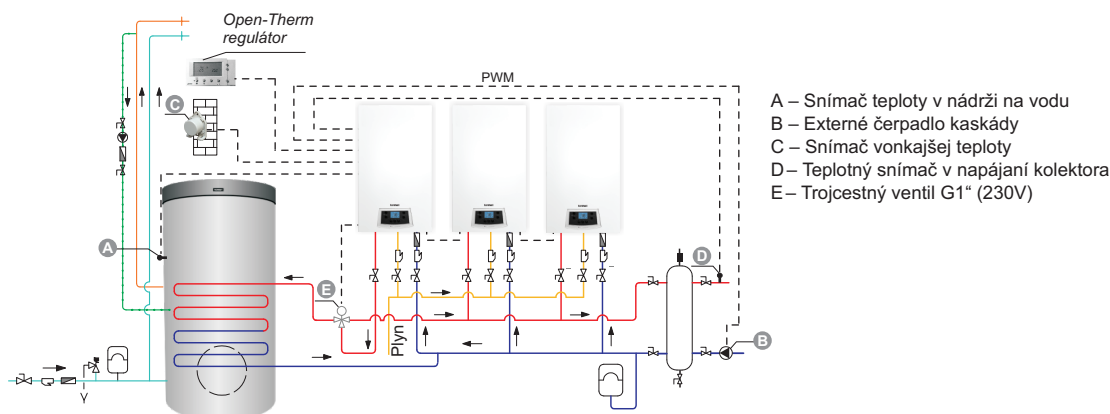 Open-Therm
regulátor
PWM
C
A
E
D
B
Plyn
A – Snímač teploty v nádrži na vodu
B – Externé čerpadlo kaskády
C – Snímač vonkajšej teploty
D – Teplotný snímač v napájaní kolektora
E – Trojcestný ventil G1“ (230V)